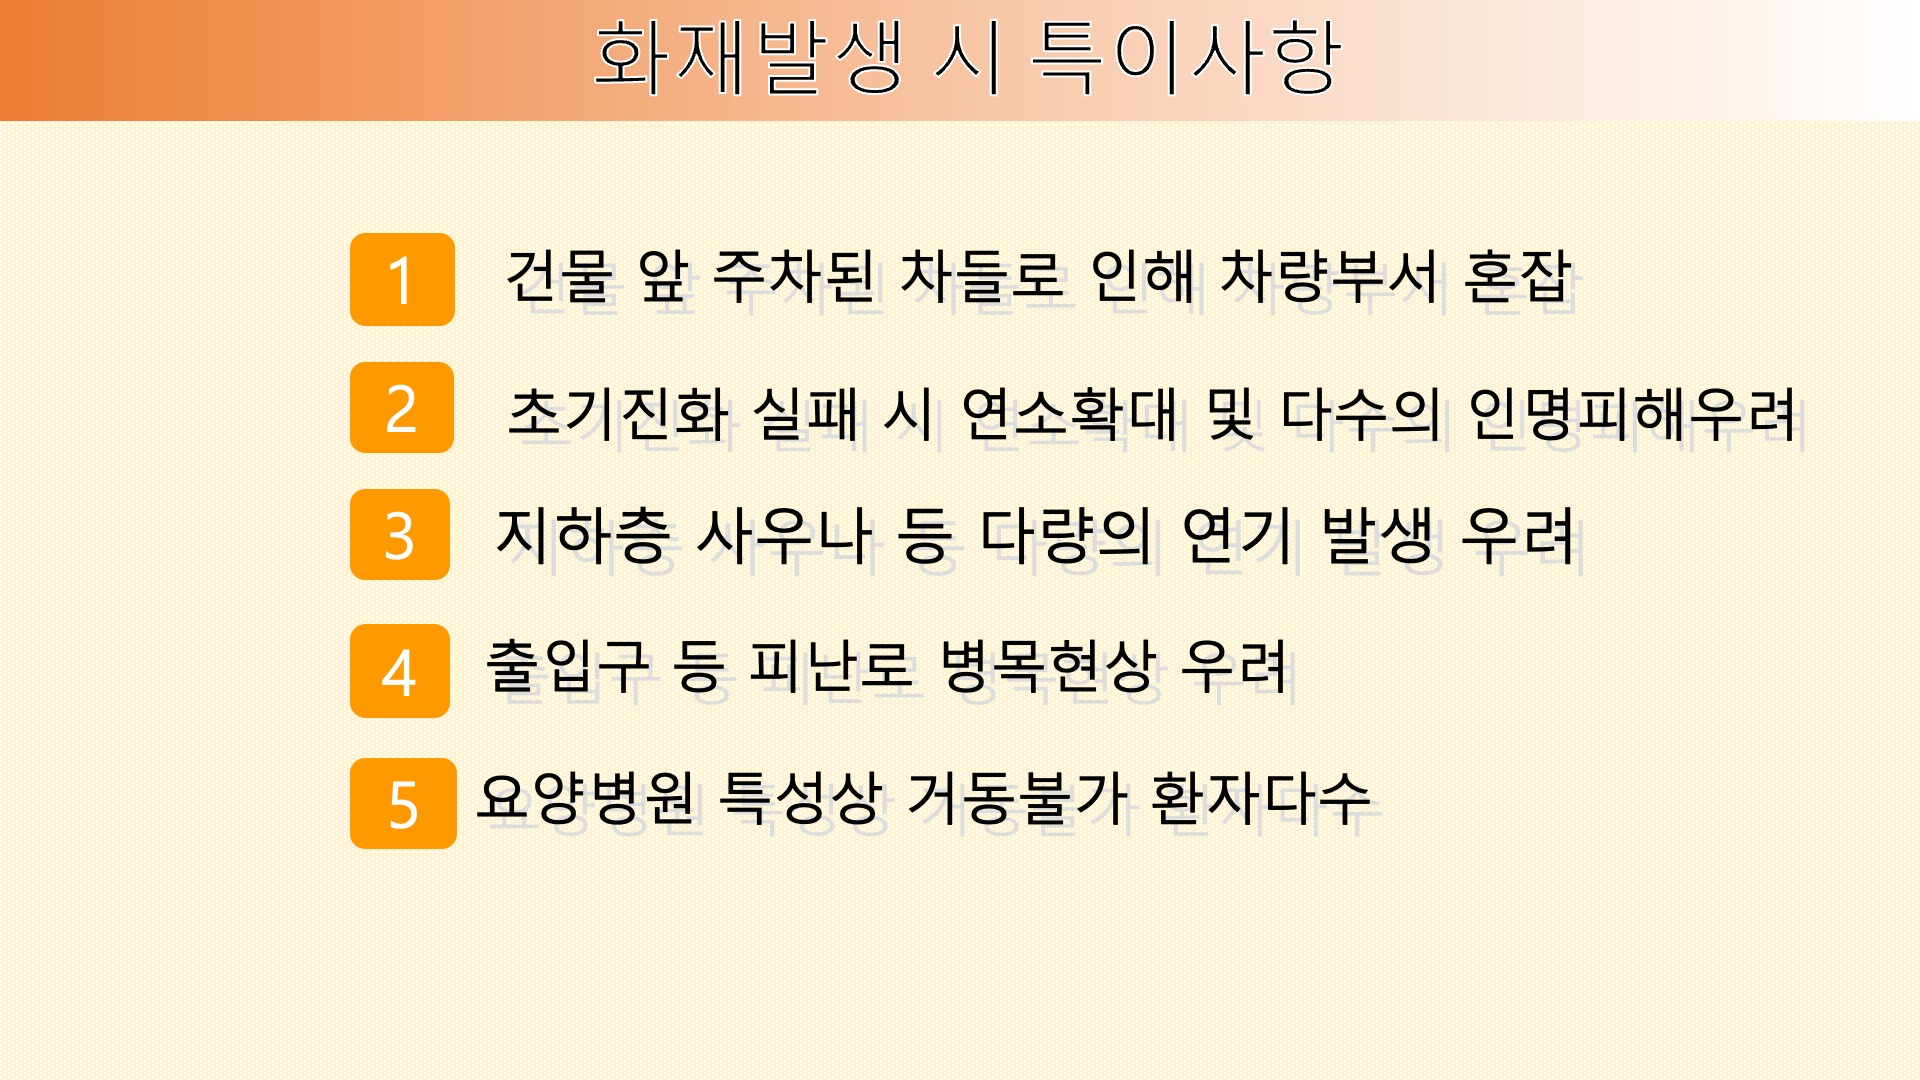 화재발생 시 특이사항
1 건물 앞 주차된 차들로 인해 차량부서 혼잡
2 초기진화 실패 시 연소확대 및 다수의 인명피해우려
3 지하층 사우나 등 다량의 연기 발생 우려
4 출입구 등 피난로 병목현상 우려
5 요양병원 특성상 거동불가 환자다수